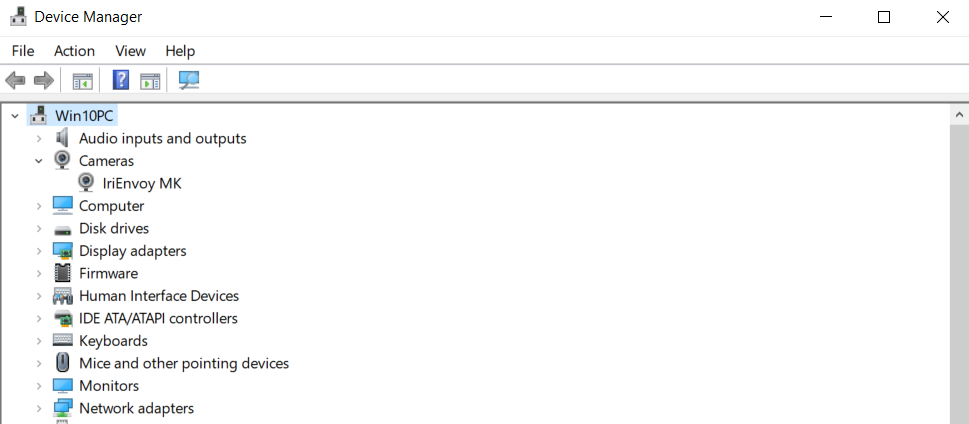 Device Manager
File Action View Help
Win10PC
Audio inputs and outputs
Cameras
IriEnvoy MK
Computer
Disk drives
Display adapters
Firmware
Human Interface Devices
IDE ATA/ATAPI controllers
Keyboards
Mice and other pointing devices
Monitors
Network adapters